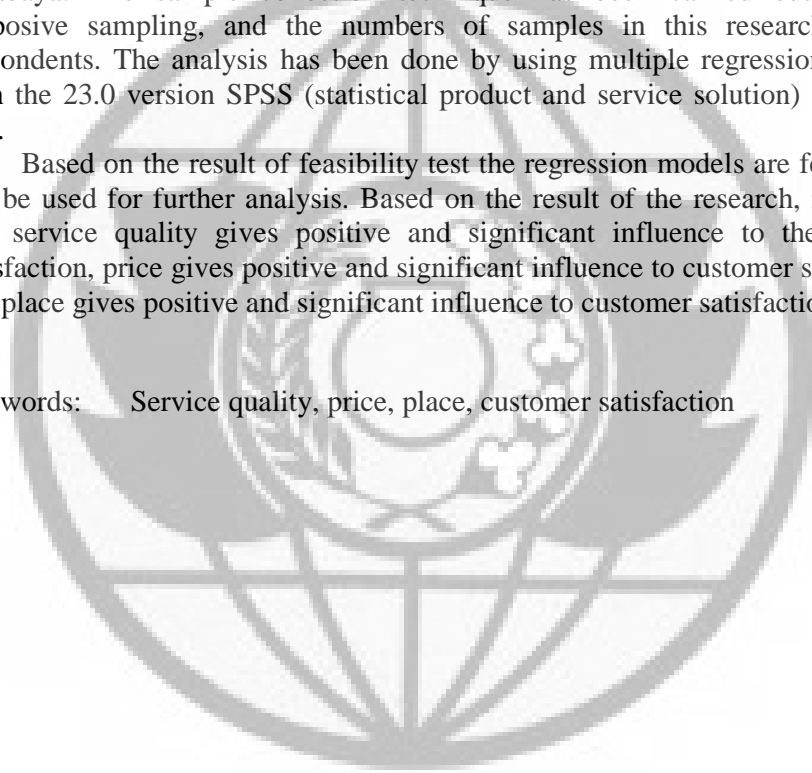 posive sampling, and the numbers of samples in this research
pondents. The analysis has been done by using multiple regression
the 23.0 version SPSS (statistical product and service solution)
Based on the result of feasibility test the regression models are
be used for further analysis. Based on the result of the research,
service quality gives positive and significant influence to the
sfaction, price gives positive and significant influence to customer
place gives positive and significant influence to customer satisfactio
words: Service quality, price, place, customer satisfaction